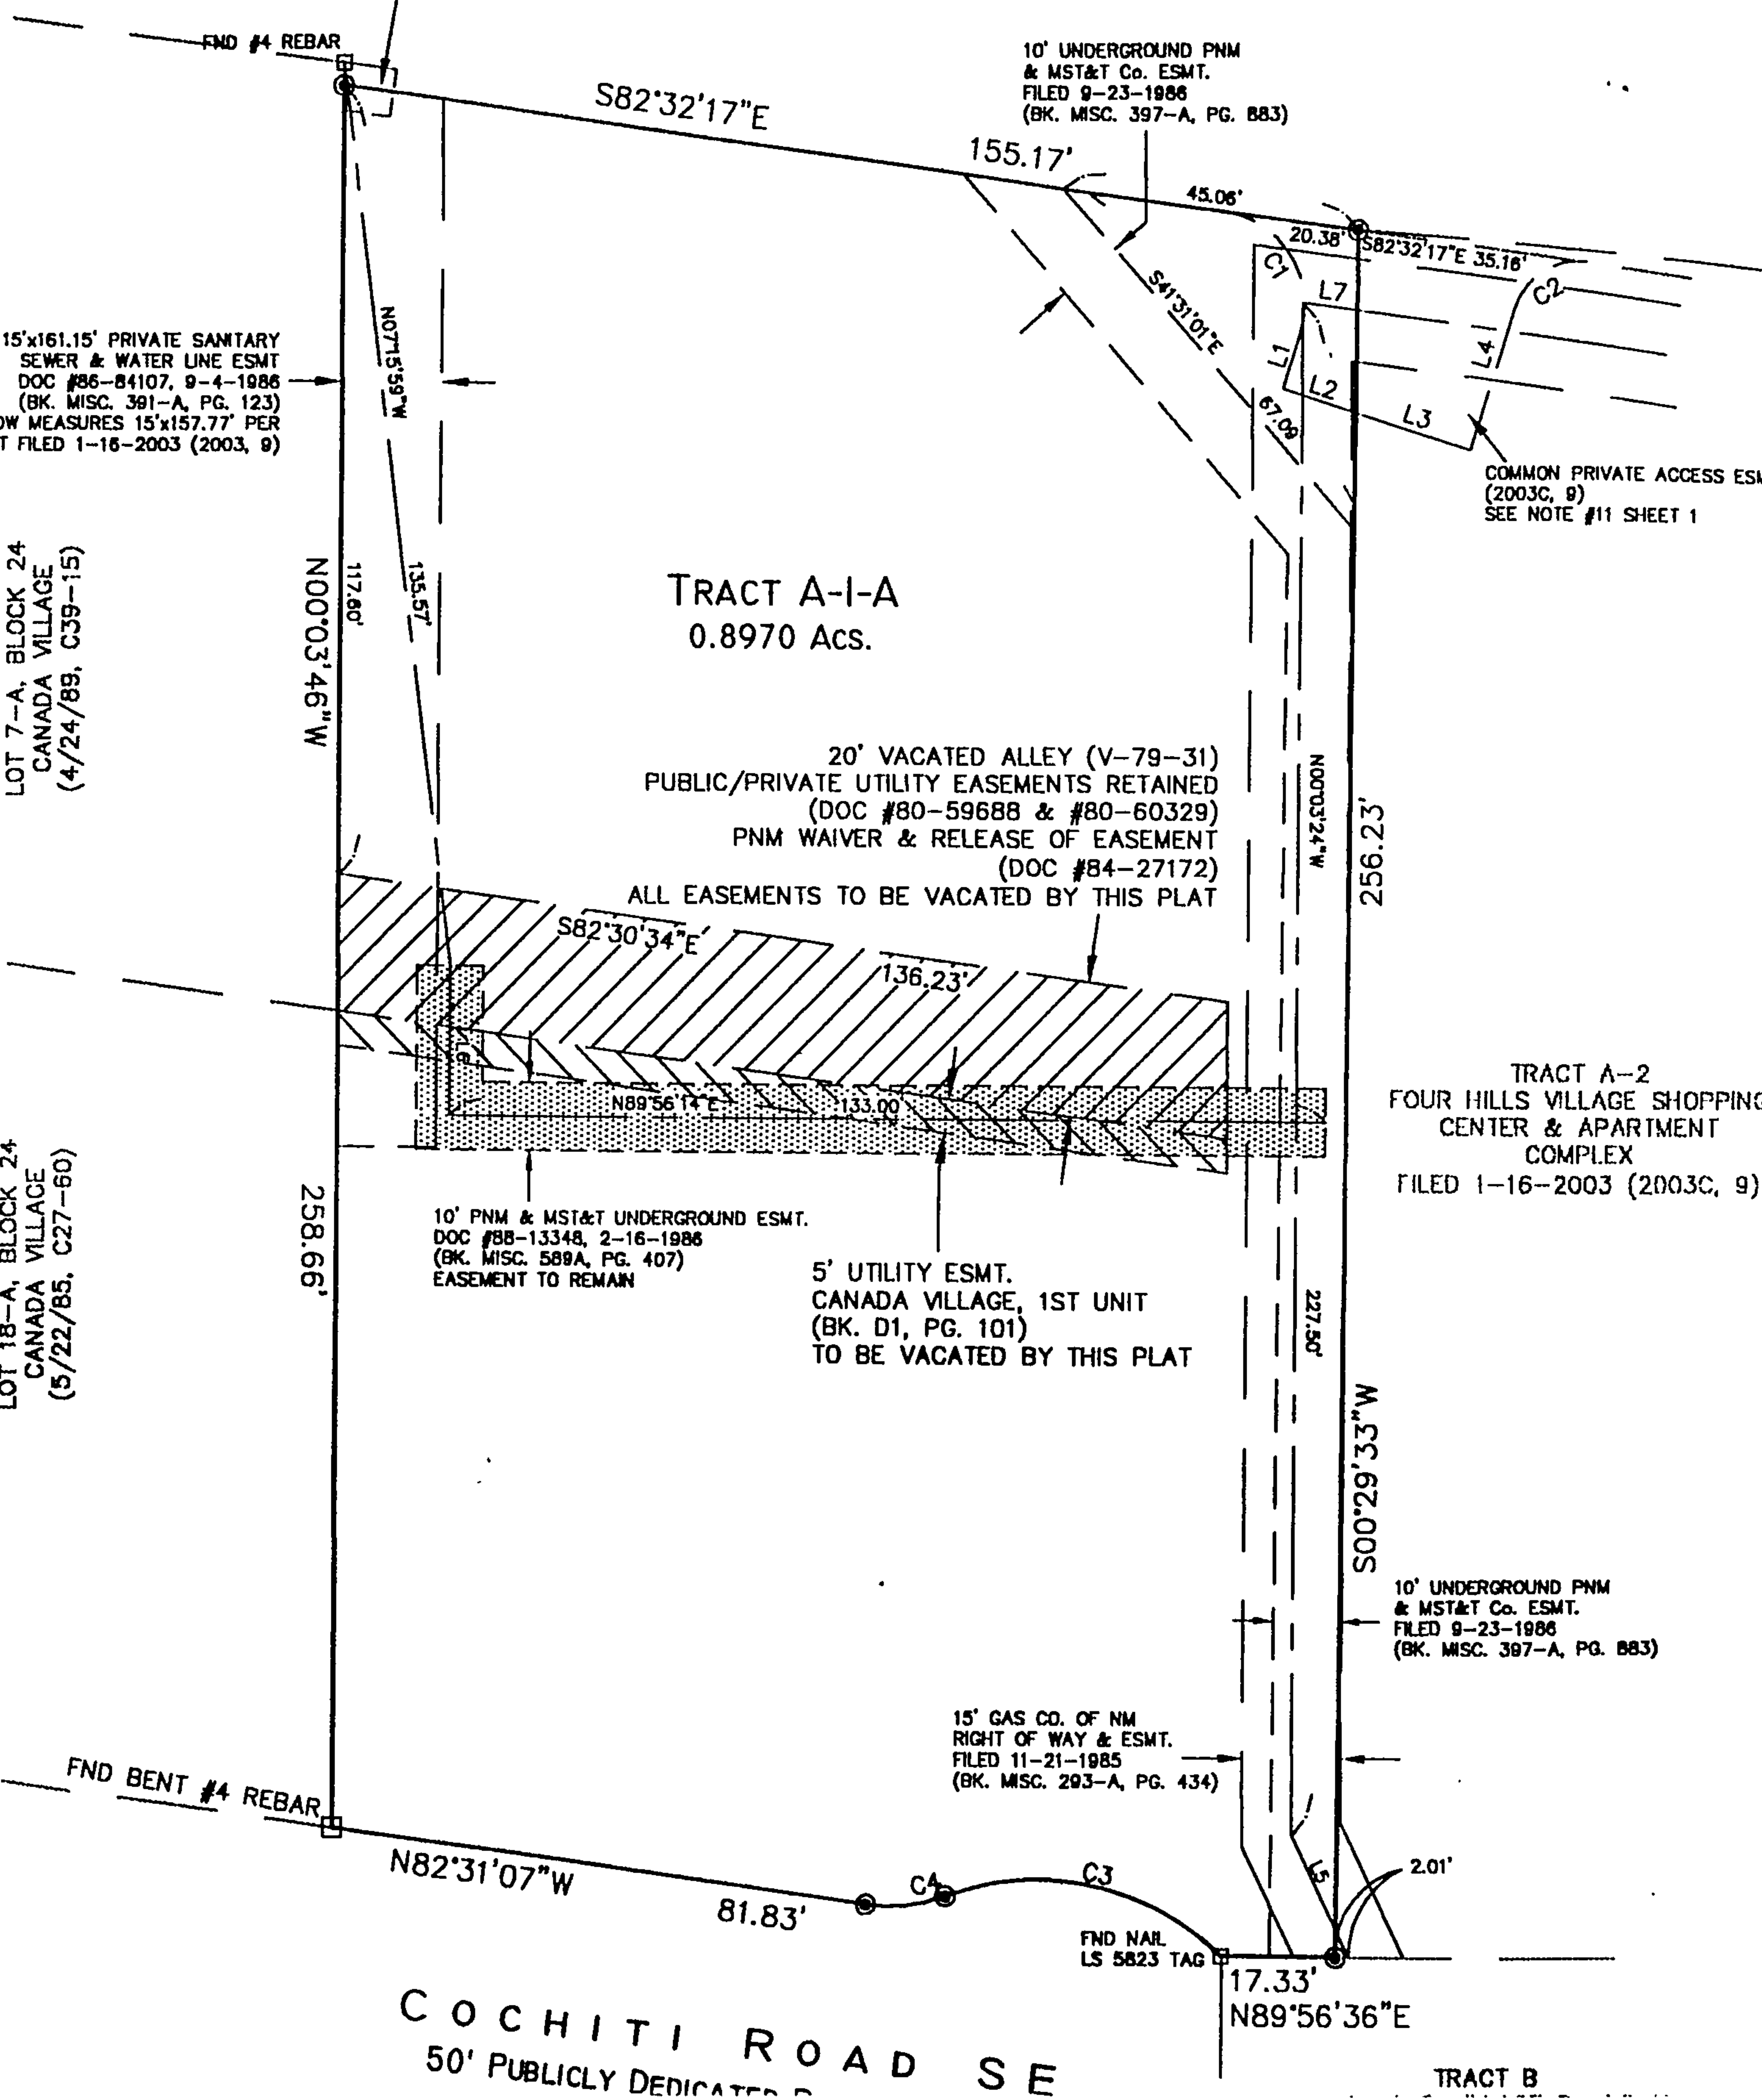 FND #4 REBAR
S82°32'17"E
155.17'
10' UNDERGROUND PNM
& MST&T Co. ESMT.
FILED 9-23-1986
(BK. MISC. 397-A, PG. 883)
45.06'
20.38'
S82°32'17"E 35.16'
C1
C2
L7
L1
L2
L3
L4
S41°31'01"E
67.09
COMMON PRIVATE ACCESS
(2003C, 9)
SEE NOTE #11 SHEET 1
15'x161.15' PRIVATE SANITARY
SEWER & WATER LINE ESMT
DOC #86-84107, 9-4-1986
(BK. MISC. 391-A, PG. 123)
MEASURES 15'x157.77' PER
FILED 1-16-2003 (2003, 9)
N07°15'59"W
135.57'
117.60'
N00°03'46"W
258.66'
LOT 7-A, BLOCK 24
CANADA VILLAGE
(4/24/89, C39-15)
TRACT A-1-A
0.8970 ACS.
20' VACATED ALLEY (V-79-31)
PUBLIC/PRIVATE UTILITY EASEMENTS RETAINED
(DOC #80-59688 & #80-60329)
PNM WAIVER & RELEASE OF EASEMENT
(DOC #84-27172)
ALL EASEMENTS TO BE VACATED BY THIS PLAT
N00°03'24"W
227.50'
256.23'
S00°29'33"W
S82°30'34"E
136.23'
L6
N89°56'14"E
133.00
TRACT A-2
FOUR HILLS VILLAGE SHOPPING
CENTER & APARTMENT
COMPLEX
FILED 1-16-2003 (2003C, 9)
LOT 18-A, BLOCK 24
CANADA VILLAGE
(5/22/85, C27-60)
10' PNM & MST&T UNDERGROUND ESMT.
DOC #88-13348, 2-16-1986
(BK. MISC. 589A, PG. 407)
EASEMENT TO REMAIN
5' UTILITY ESMT.
CANADA VILLAGE, 1ST UNIT
(BK. D1, PG. 101)
TO BE VACATED BY THIS PLAT
10' UNDERGROUND PNM
& MST&T Co. ESMT.
FILED 9-23-1986
(BK. MISC. 397-A, PG. 883)
15' GAS CO. OF NM
RIGHT OF WAY & ESMT.
FILED 11-21-1985
(BK. MISC. 293-A, PG. 434)
FND BENT #4 REBAR
N82°31'07"W
81.83'
C4
C3
L5
2.01'
FND NAIL
LS 5823 TAG
17.33'
N89°56'36"E
COCHITI ROAD SE
50' PUBLICLY DEDICATED
TRACT B